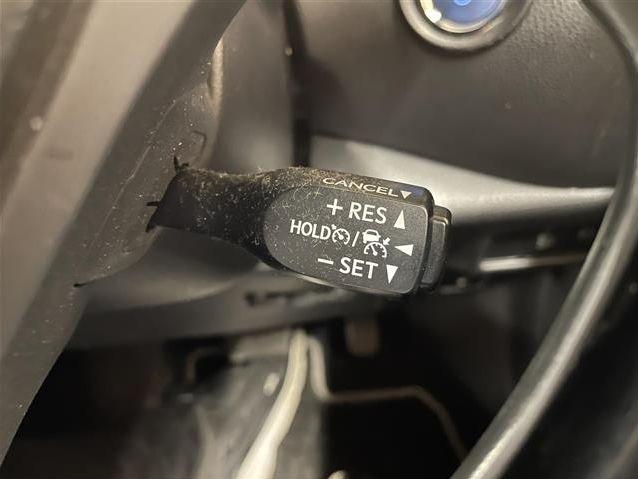 CANCEL▼
+ RES ▲
HOLD / ◀
− SET ▼